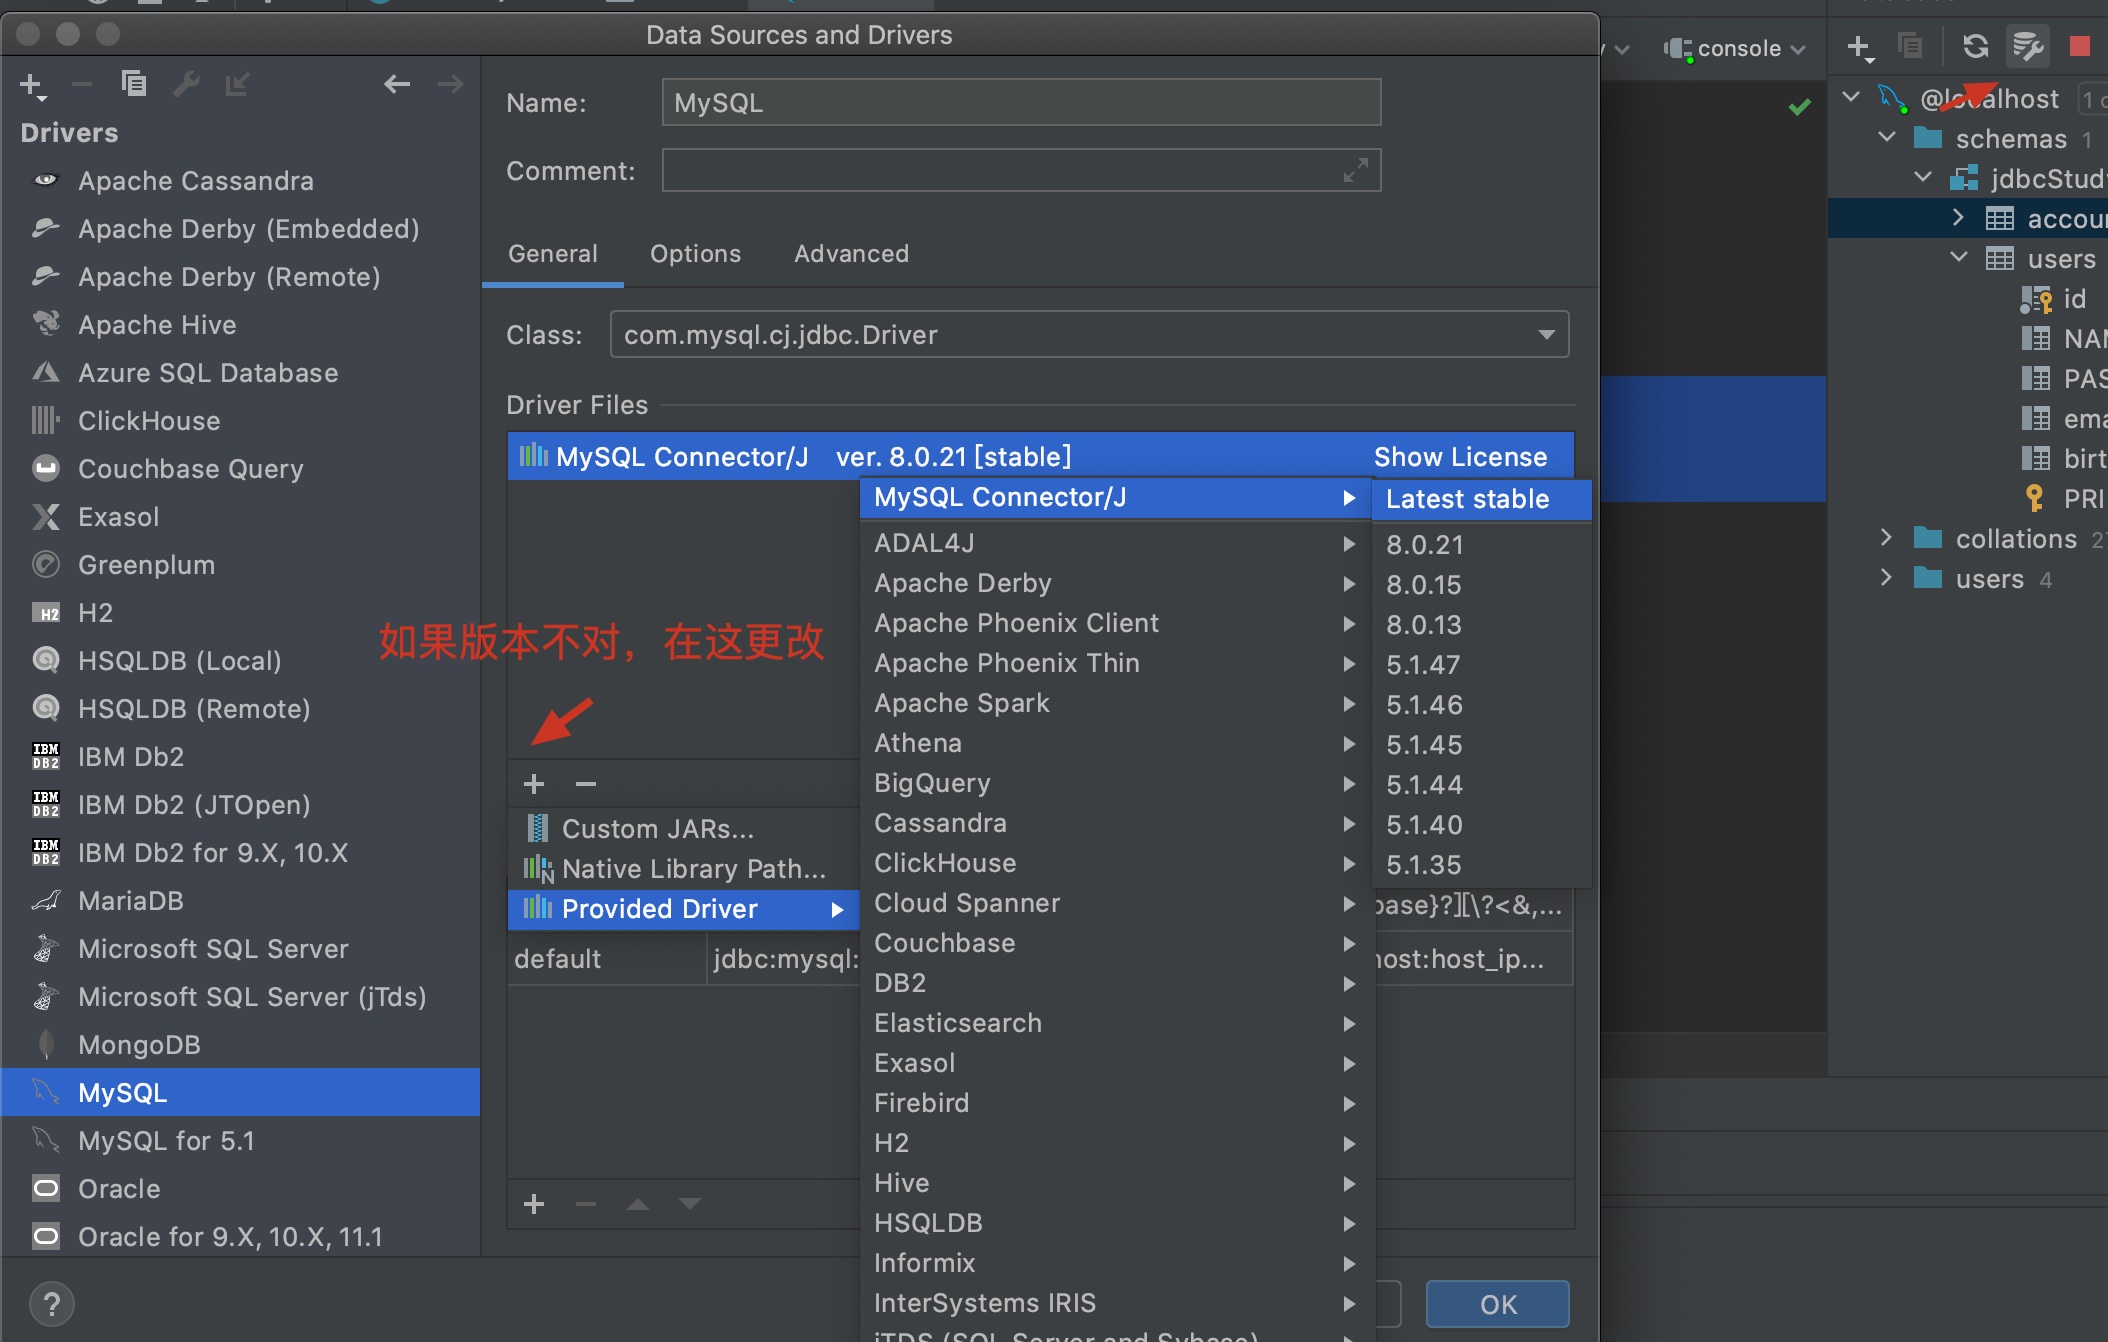 Data Sources and Drivers
console
Drivers
Apache Cassandra
Apache Derby (Embedded)
Apache Derby (Remote)
Apache Hive
Azure SQL Database
ClickHouse
Couchbase Query
Exasol
Greenplum
H2
HSQLDB (Local)
HSQLDB (Remote)
IBM Db2
IBM Db2 (JTOpen)
IBM Db2 for 9.X, 10.X
MariaDB
Microsoft SQL Server
Microsoft SQL Server (jTds)
MongoDB
MySQL
MySQL for 5.1
Oracle
Oracle for 9.X, 10.X, 11.1
?
Name: MySQL
Comment:
General Options Advanced
Class: com.mysql.cj.jdbc.Driver
Driver Files
MySQL Connector/J ver. 8.0.21 [stable] Show License
如果版本不对，在这更改
Custom JARs...
Native Library Path...
Provided Driver
base}?][\?<&,...
default jdbc:mysql: host:host_ip...
MySQL Connector/J
ADAL4J
Apache Derby
Apache Phoenix Client
Apache Phoenix Thin
Apache Spark
Athena
BigQuery
Cassandra
ClickHouse
Cloud Spanner
Couchbase
DB2
Elasticsearch
Exasol
Firebird
H2
Hive
HSQLDB
Informix
InterSystems IRIS
jTDS (SQL Server and Sybase)
Latest stable
8.0.21
8.0.15
8.0.13
5.1.47
5.1.46
5.1.45
5.1.44
5.1.40
5.1.35
OK
@localhost 1
schemas 1
jdbcStud
accou
users
id
NAM
PAS
ema
birt
PRI
collations 2
users 4